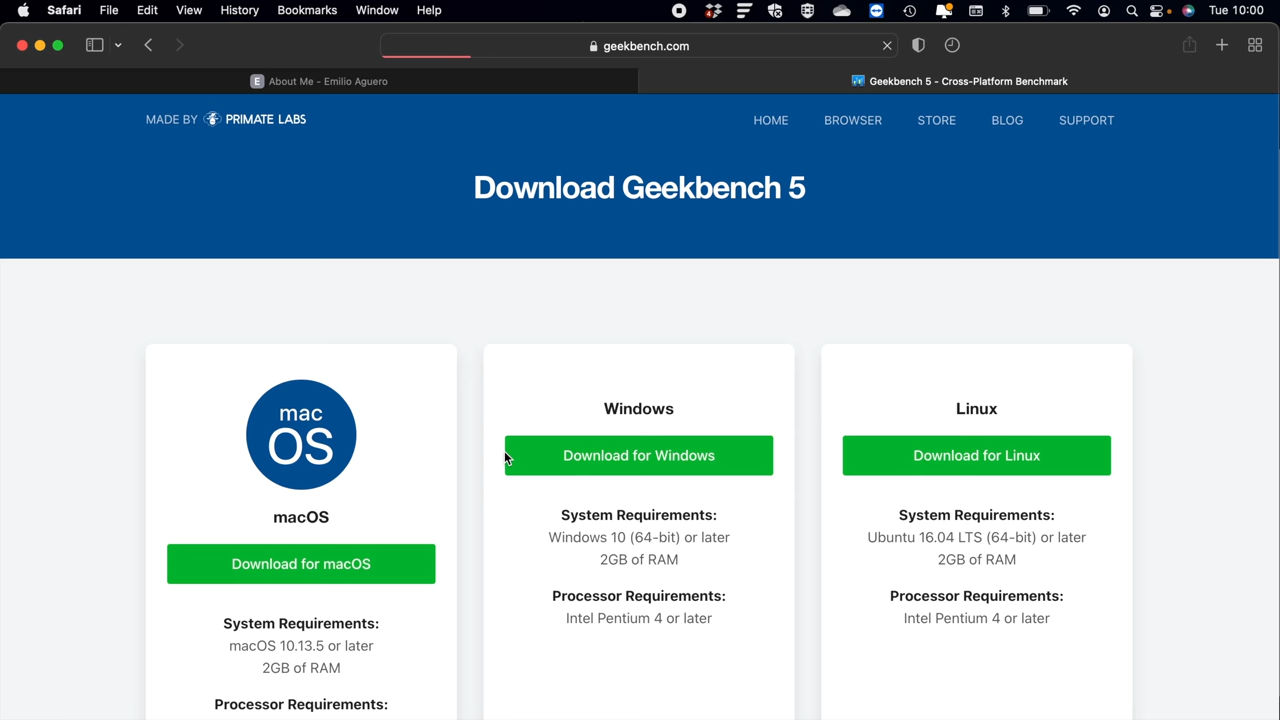 Safari File Edit View History Bookmarks Window Help Tue 10:00
geekbench.com
E About Me - Emilio Aguero
Geekbench 5 - Cross-Platform Benchmark
MADE BY PRIMATE LABS
HOME BROWSER STORE BLOG SUPPORT
Download Geekbench 5
mac
OS
macOS
Download for macOS
System Requirements:
macOS 10.13.5 or later
2GB of RAM
Processor Requirements:
Windows
Download for Windows
System Requirements:
Windows 10 (64-bit) or later
2GB of RAM
Processor Requirements:
Intel Pentium 4 or later
Linux
Download for Linux
System Requirements:
Ubuntu 16.04 LTS (64-bit) or later
2GB of RAM
Processor Requirements:
Intel Pentium 4 or later